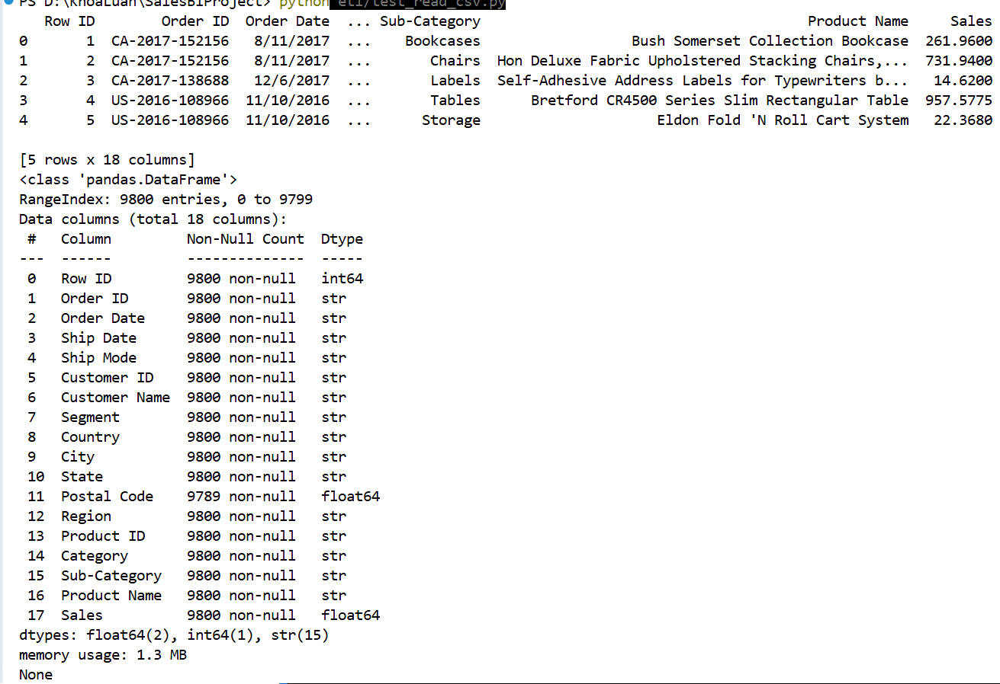 PS D:\KhoaLuan\SalesBIProject> python etl/test_read_csv.py
   Row ID        Order ID  Order Date  ... Sub-Category                                       Product Name     Sales
0       1  CA-2017-152156   8/11/2017  ...    Bookcases                  Bush Somerset Collection Bookcase  261.9600
1       2  CA-2017-152156   8/11/2017  ...       Chairs  Hon Deluxe Fabric Upholstered Stacking Chairs,...  731.9400
2       3  CA-2017-138688   12/6/2017  ...       Labels  Self-Adhesive Address Labels for Typewriters b...   14.6200
3       4  US-2016-108966  11/10/2016  ...       Tables      Bretford CR4500 Series Slim Rectangular Table  957.5775
4       5  US-2016-108966  11/10/2016  ...      Storage                     Eldon Fold 'N Roll Cart System   22.3680
[5 rows x 18 columns]
<class 'pandas.DataFrame'>
RangeIndex: 9800 entries, 0 to 9799
Data columns (total 18 columns):
 #   Column         Non-Null Count  Dtype
---  ------         --------------  -----
 0   Row ID         9800 non-null   int64
 1   Order ID       9800 non-null   str
 2   Order Date     9800 non-null   str
 3   Ship Date      9800 non-null   str
 4   Ship Mode      9800 non-null   str
 5   Customer ID    9800 non-null   str
 6   Customer Name  9800 non-null   str
 7   Segment        9800 non-null   str
 8   Country        9800 non-null   str
 9   City           9800 non-null   str
 10  State          9800 non-null   str
 11  Postal Code    9789 non-null   float64
 12  Region         9800 non-null   str
 13  Product ID     9800 non-null   str
 14  Category       9800 non-null   str
 15  Sub-Category   9800 non-null   str
 16  Product Name   9800 non-null   str
 17  Sales          9800 non-null   float64
dtypes: float64(2), int64(1), str(15)
memory usage: 1.3 MB
None